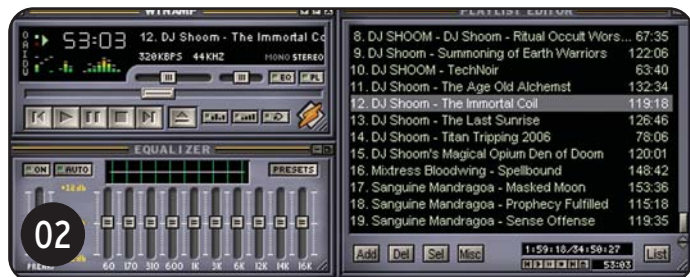 WINAMP
PLAYLIST EDITOR
53:03
12. DJ Shoom - The Immortal Co
320KBPS 44KHZ
MONO STEREO
EQ PL
EQUALIZER
ON AUTO
PRESETS
+12db
PREAMP
60 170 310 600 1K 3K 6K 12K 14K 16K
02
8. DJ SHOOM - DJ Shoom - Ritual Occult Wors... 67:35
9. DJ Shoom - Summoning of Earth Warriors 122:06
10. DJ SHOOM - TechNoir 63:40
11. DJ Shoom - The Age Old Alchemst 132:34
12. DJ Shoom - The Immortal Coil 119:18
13. DJ Shoom - The Last Sunrise 126:46
14. DJ Shoom - Titan Tripping 2006 78:06
15. DJ Shoom's Magical Opium Den of Doom 120:01
16. Mixtress Bloodwing - Spellbound 148:42
17. Sanguine Mandragoa - Masked Moon 153:36
18. Sanguine Mandragoa - Prophecy Fulfilled 115:18
19. Sanguine Mandragoa - Sense Offense 119:35
Add Del Sel Misc
1:59:18/34:50:27
53:03
List